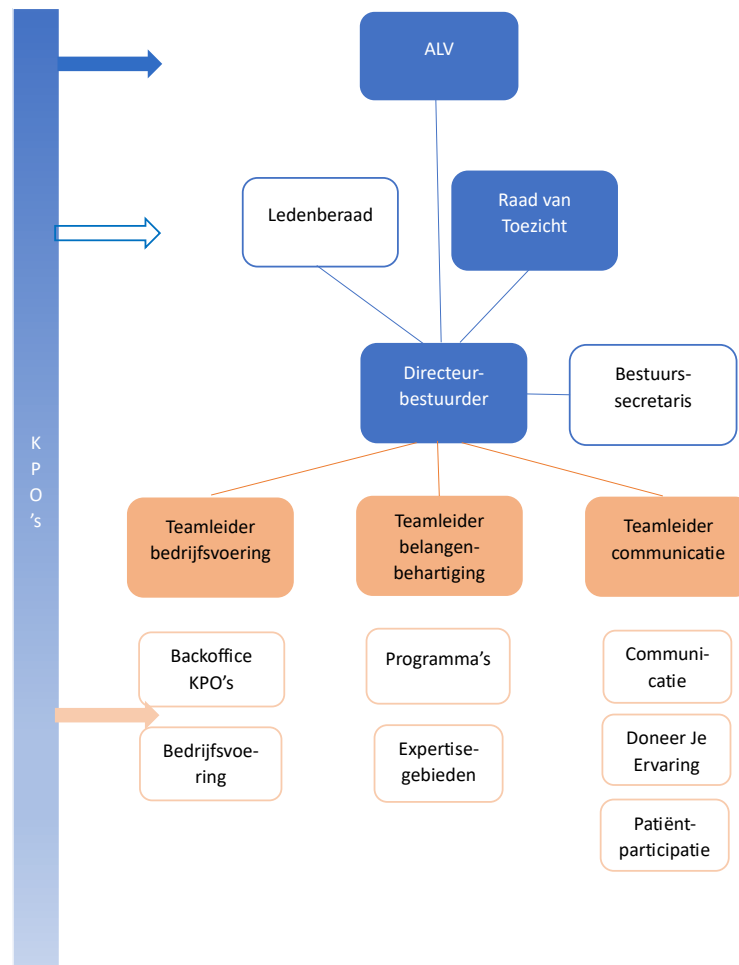 ALV
Ledenberaad
Raad van
Toezicht
Directeur-
bestuurder
Bestuurs-
secretaris
K
P
O
's
Teamleider
bedrijfsvoering
Teamleider
belangen-
behartiging
Teamleider
communicatie
Backoffice
KPO’s
Programma’s
Communi-
catie
Bedrijfsvoe-
ring
Expertise-
gebieden
Doneer Je
Ervaring
Patiënt-
participatie